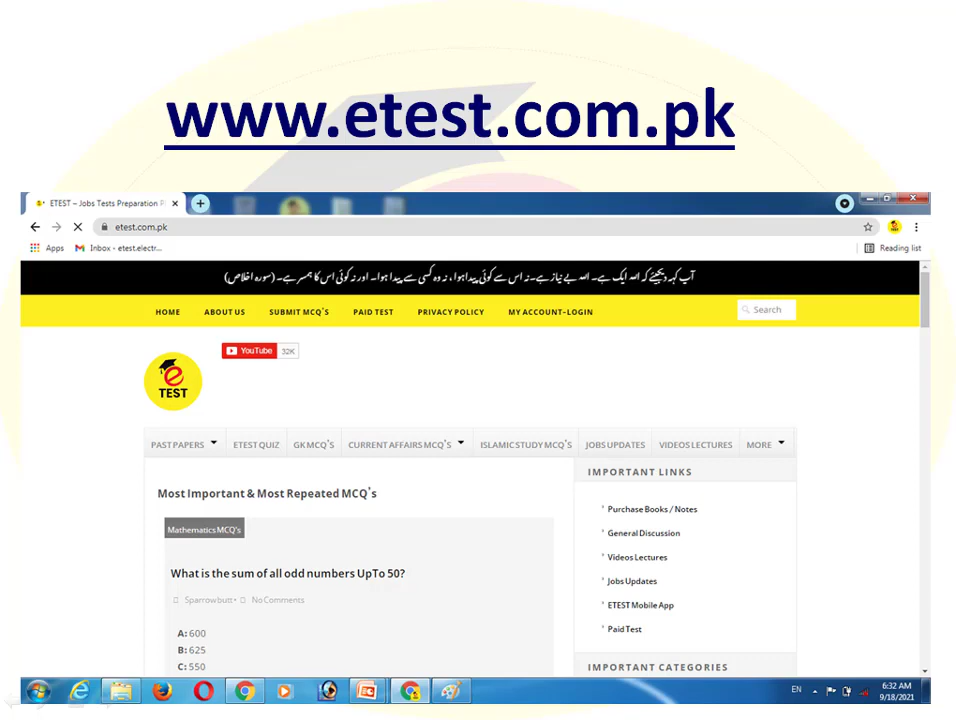 www.etest.com.pk
ETEST – Jobs Tests Preparation P
etest.com.pk
Apps Inbox - etest.electr... Reading list
آپ کہہ دیجیئے کہ اللہ ایک ہے۔ اللہ بے نیاز ہے۔ نہ اس سے کوئی پیدا ہوا، نہ وہ کسی سے پیدا ہوا۔ اور نہ کوئی اس کا ہمسر ہے۔ (سورہ اخلاص)
HOME ABOUT US SUBMIT MCQ'S PAID TEST PRIVACY POLICY MY ACCOUNT–LOGIN Search
YouTube 32K
e
TEST
PAST PAPERS ETEST QUIZ GK MCQ'S CURRENT AFFAIRS MCQ'S ISLAMIC STUDY MCQ'S JOBS UPDATES VIDEOS LECTURES MORE
IMPORTANT LINKS
Most Important & Most Repeated MCQ's
Purchase Books / Notes
Mathematics MCQ's
General Discussion
Videos Lectures
What is the sum of all odd numbers UpTo 50?
Jobs Updates
Sparrow butt • No Comments
ETEST Mobile App
Paid Test
A: 600
B: 625
C: 550
IMPORTANT CATEGORIES
EN 6:32 AM
9/18/2021